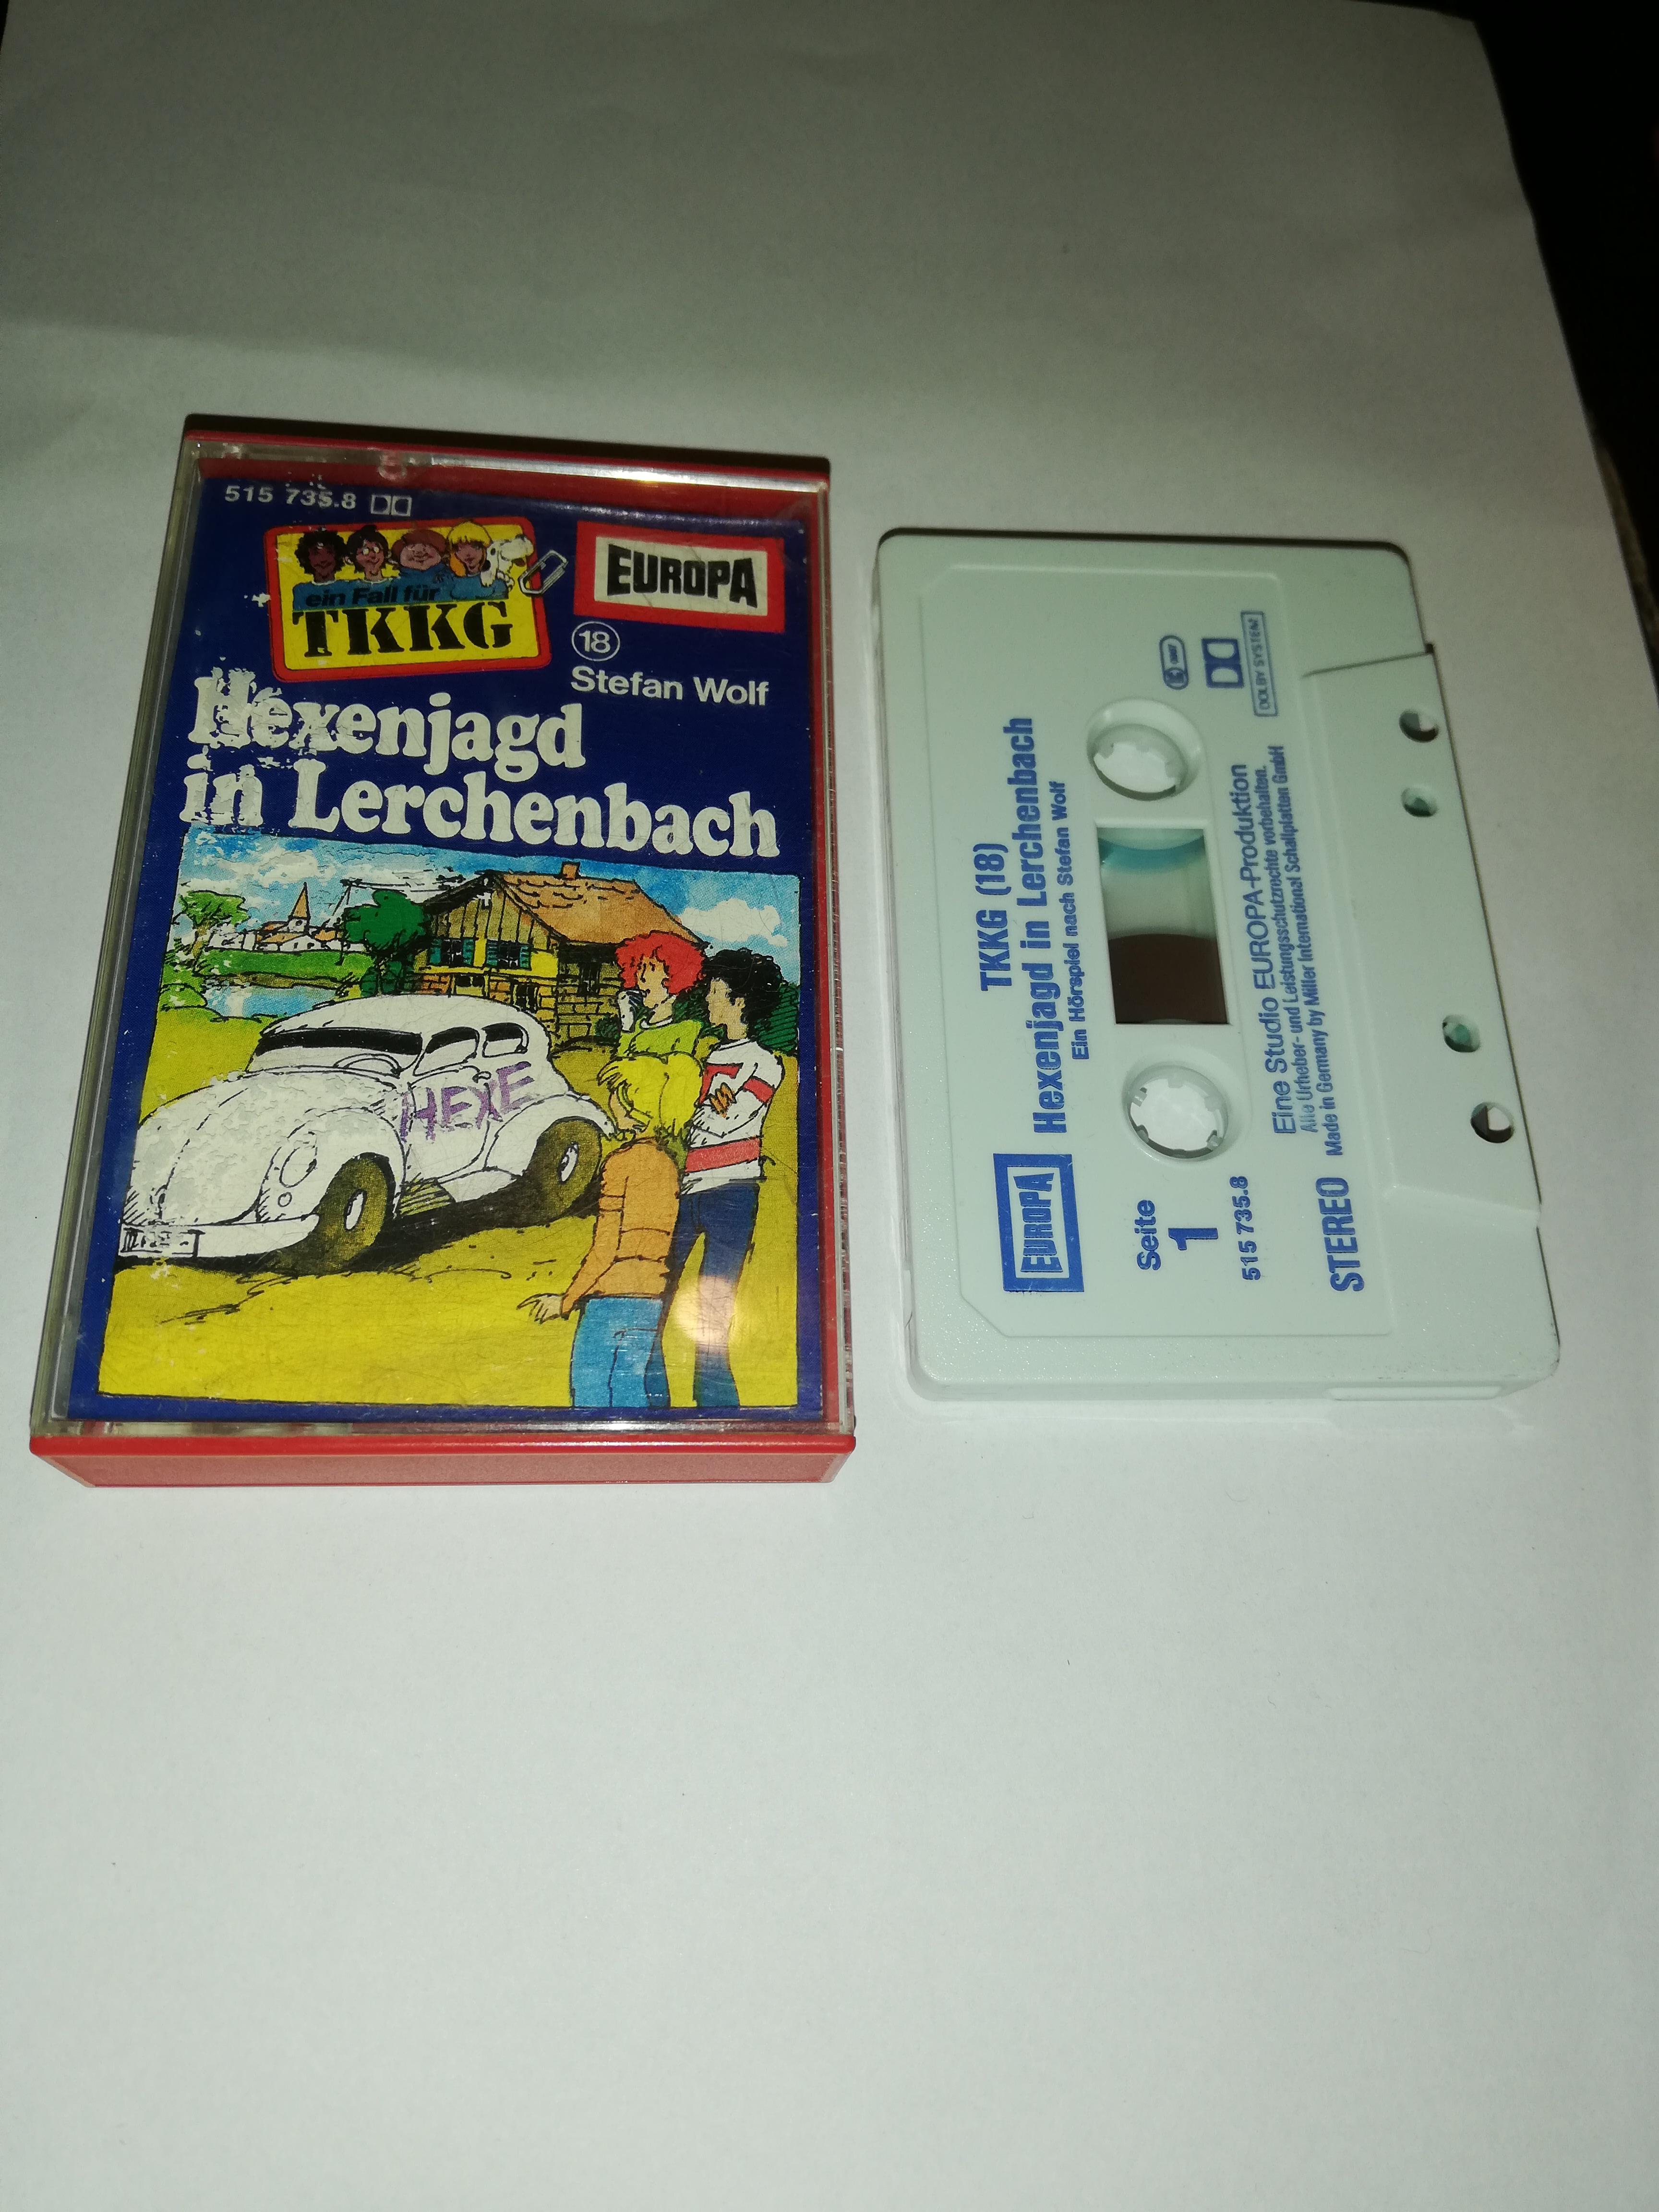 515 735.8
ein Fall für
TKKG
EUROPA
18
Stefan Wolf
Hexenjagd
in Lerchenbach
HEXE
TKKG (18)
EUROPA Hexenjagd in Lerchenbach
Ein Hörspiel nach Stefan Wolf
Seite
1
515 735.8
Eine Studio EUROPA-Produktion
Alle Urheber- und Leistungsschutzrechte vorbehalten.
STEREO Made in Germany by Miller International Schallplatten GmbH
DOLBY SYSTEM